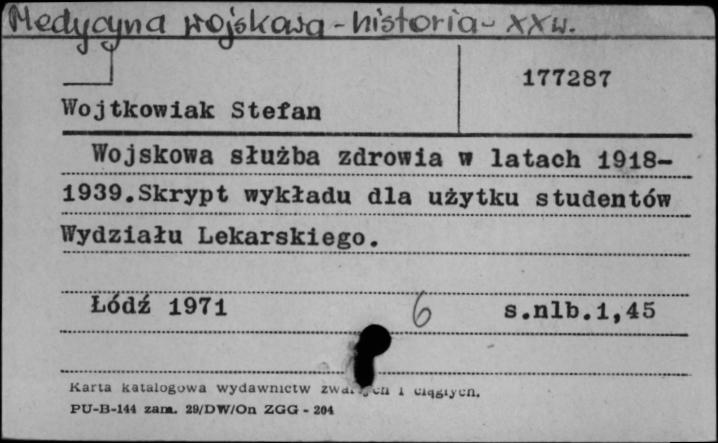 Medycyna wojskowa - historia - XX w.
177287
Wojtkowiak Stefan
Wojskowa służba zdrowia w latach 1918-
1939.Skrypt wykładu dla użytku studentów
Wydziału Lekarskiego.
Łódź 1971 6 s.nlb.1,45
Karta katalogowa wydawnictw i ciągłych,
PU-B-144 zam. 29/DW/On ZGG - 204